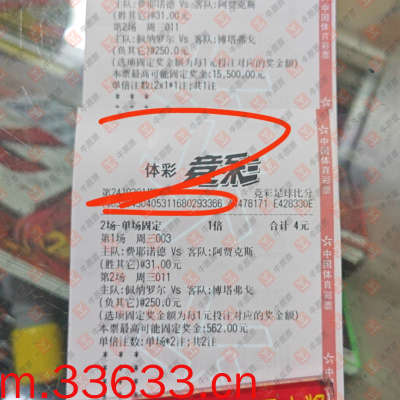 主队:费耶诺德 Vs 客队:阿贾克斯
(胜其它)@31.00元
第2场 周三011
主队:佩纳罗尔 Vs 客队:博塔弗戈
(负其它)@250.0元
(选项固定奖金额为每1元投注对应的奖金额)
本票最高可能固定奖金:15,500.00元
单倍注数:2x1*1注;共1注
体彩 竞彩
竞彩足球比分
478171 E428330E
2场-单场固定 1倍 合计 4元
第1场 周三003
主队:费耶诺德 Vs 客队:阿贾克斯
(胜其它)@31.00元
第2场 周三011
主队:佩纳罗尔 Vs 客队:博塔弗戈
(负其它)@250.0元
(选项固定奖金额为每1元投注对应的奖金额)
本票最高可能固定奖金:562.00元
单倍注数:单场*2注;共2注
中国体育彩票
中国体育彩票
m.33633.cn